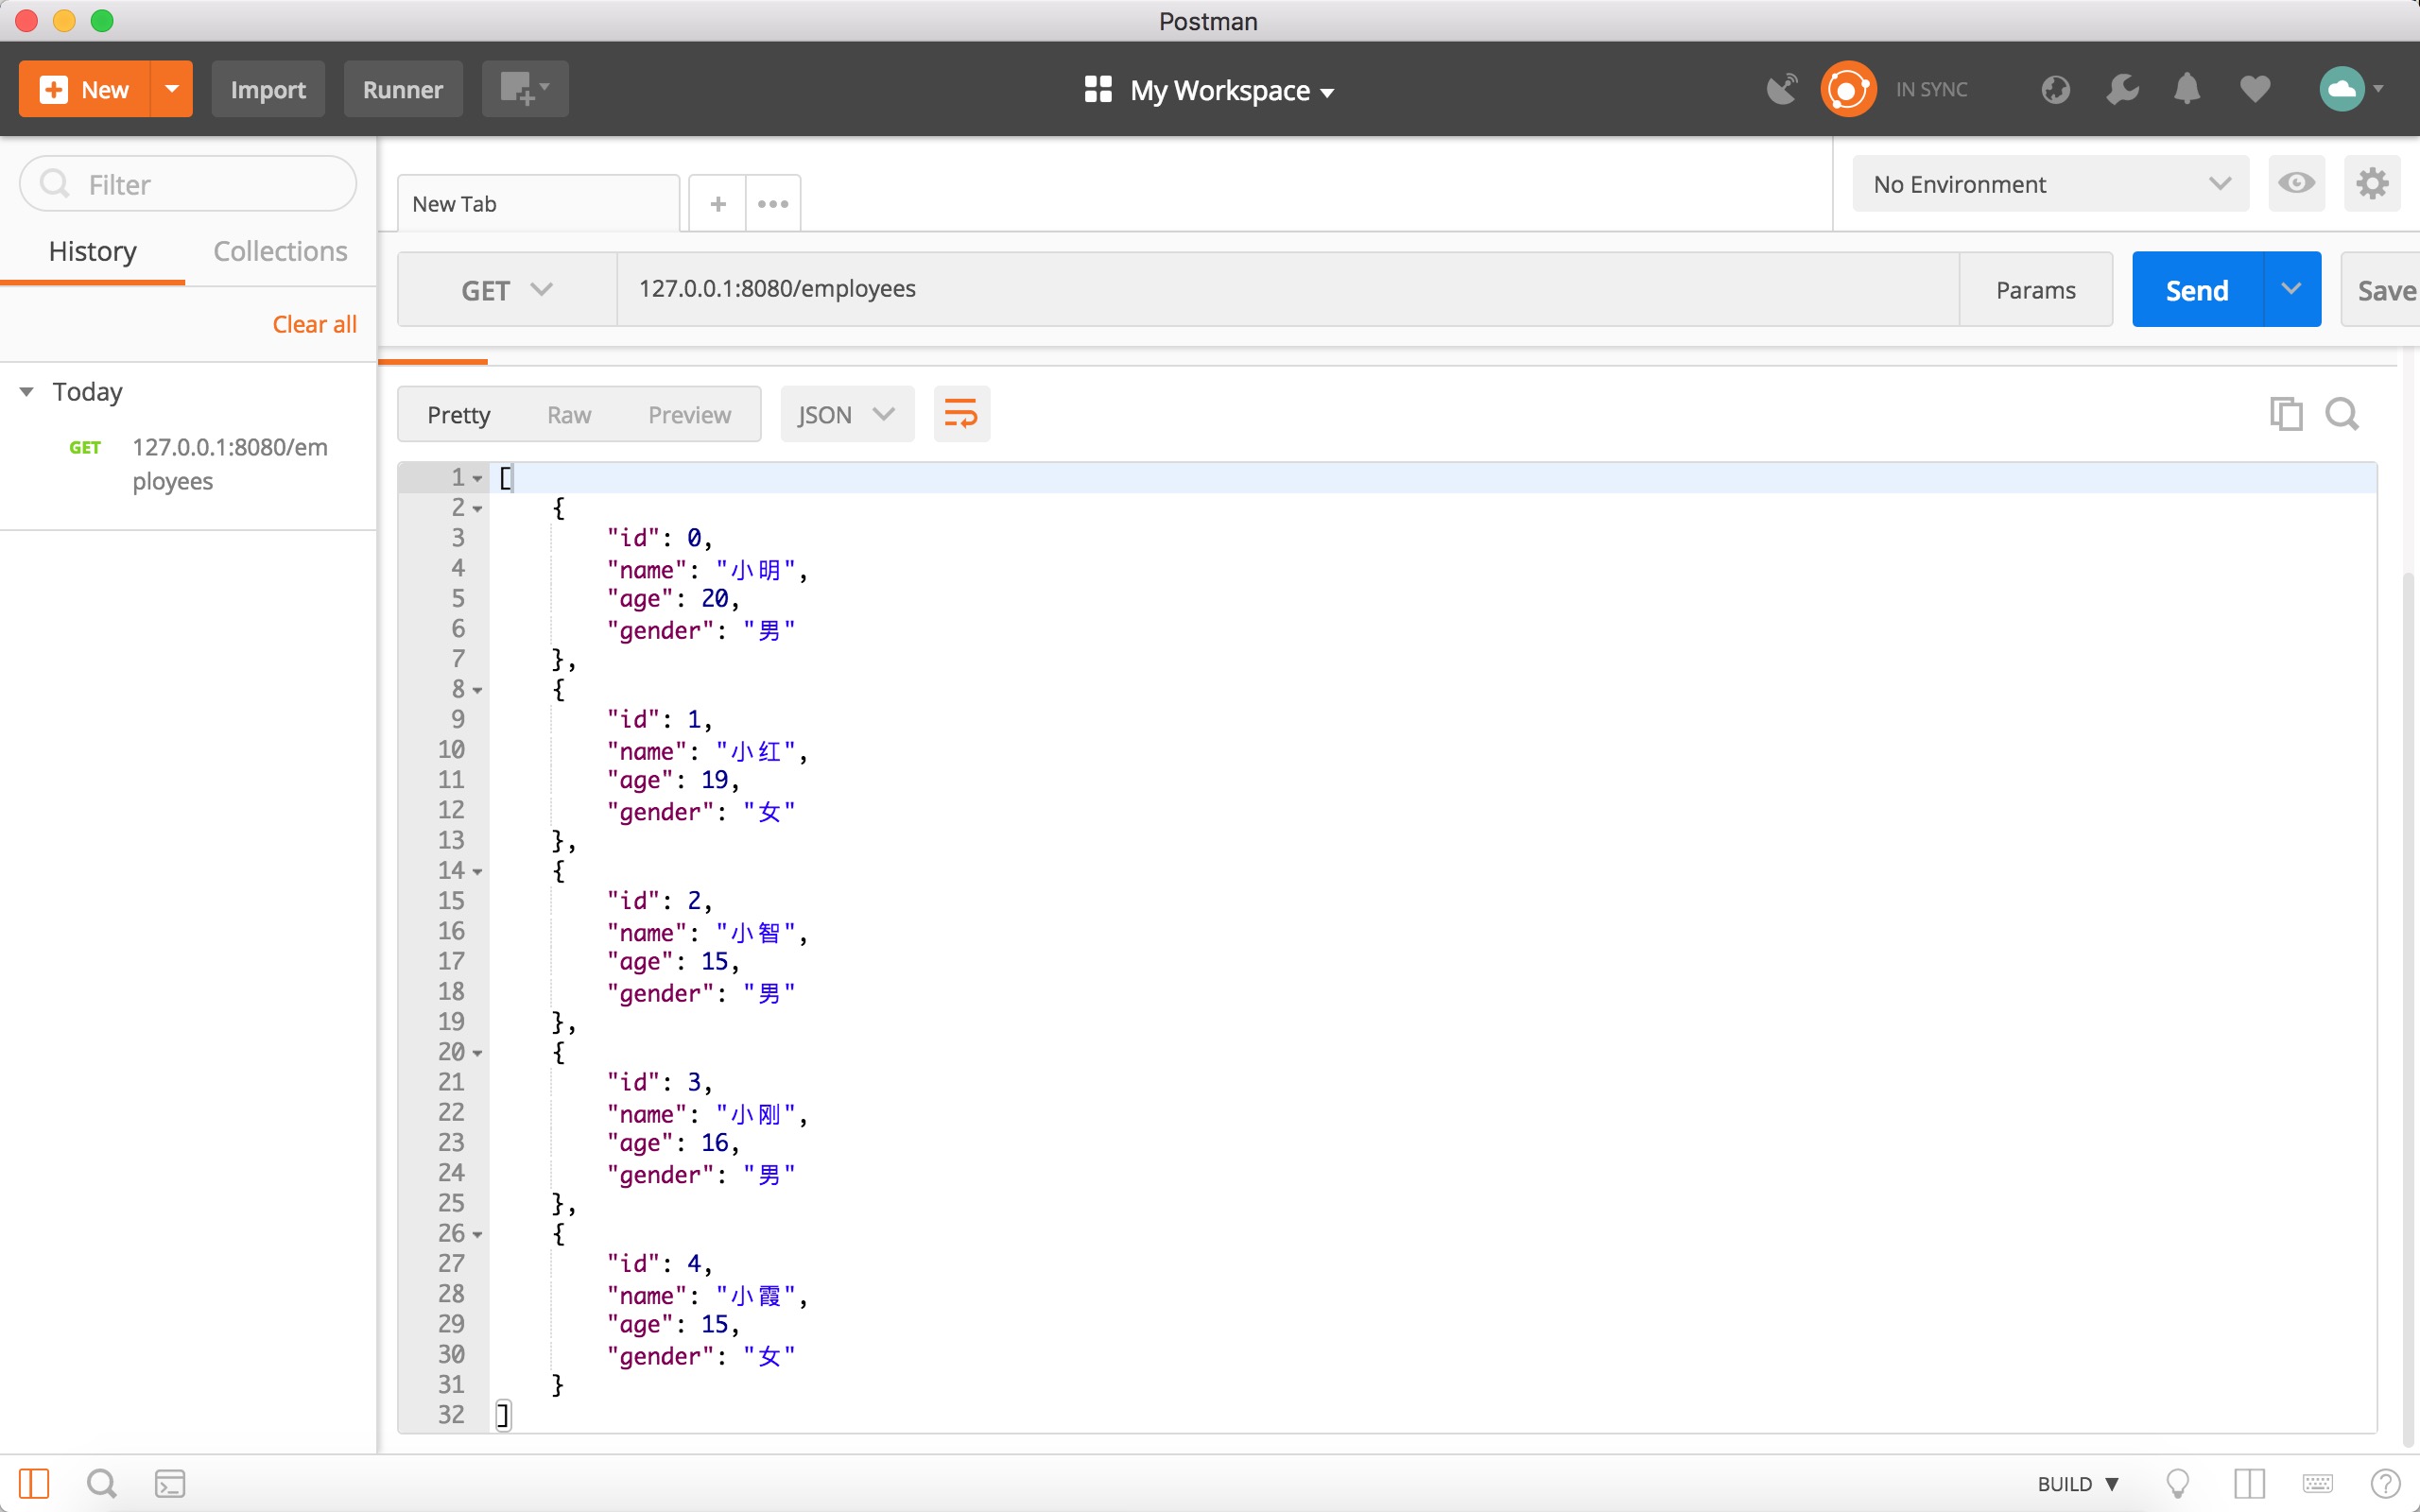 Postman
New
Import
Runner
My Workspace
IN SYNC
Filter
History
Collections
Clear all
Today
GET 127.0.0.1:8080/em
ployees
New Tab
No Environment
GET
127.0.0.1:8080/employees
Params
Send
Save
Pretty
Raw
Preview
JSON
1 [
2 {
3 "id": 0,
4 "name": "小明",
5 "age": 20,
6 "gender": "男"
7 },
8 {
9 "id": 1,
10 "name": "小红",
11 "age": 19,
12 "gender": "女"
13 },
14 {
15 "id": 2,
16 "name": "小智",
17 "age": 15,
18 "gender": "男"
19 },
20 {
21 "id": 3,
22 "name": "小刚",
23 "age": 16,
24 "gender": "男"
25 },
26 {
27 "id": 4,
28 "name": "小霞",
29 "age": 15,
30 "gender": "女"
31 }
32 ]
BUILD